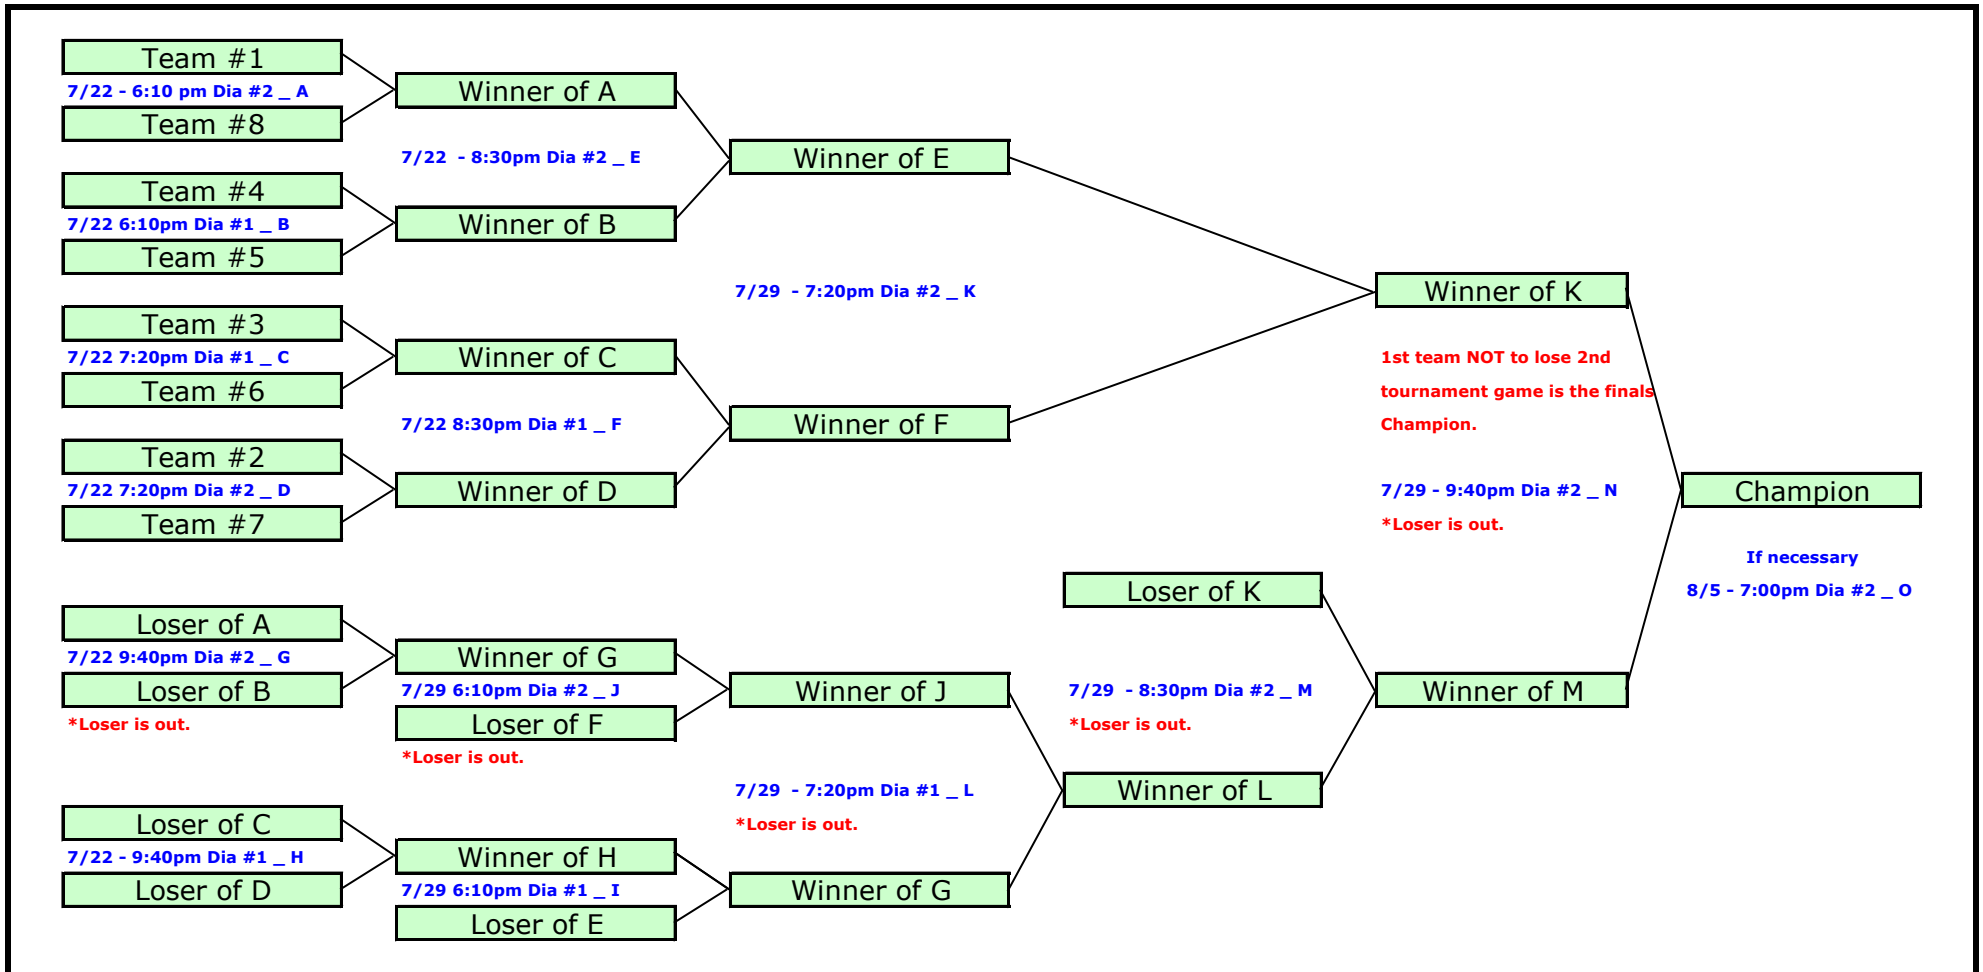 Team #1
7/22 - 6:10 pm Dia #2 _ A
Team #8
Team #4
7/22 6:10pm Dia #1 _ B
Team #5
Team #3
7/22 7:20pm Dia #1 _ C
Team #6
Team #2
7/22 7:20pm Dia #2 _ D
Team #7
Winner of A
7/22 - 8:30pm Dia #2 _ E
Winner of B
Winner of C
7/22 8:30pm Dia #1 _ F
Winner of D
Winner of E
7/29 - 7:20pm Dia #2 _ K
Winner of F
Winner of K
1st team NOT to lose 2nd
tournament game is the finals
Champion.
7/29 - 9:40pm Dia #2 _ N
*Loser is out.
Champion
If necessary
8/5 - 7:00pm Dia #2 _ O
Loser of A
7/22 9:40pm Dia #2 _ G
Loser of B
*Loser is out.
Loser of C
7/22 - 9:40pm Dia #1 _ H
Loser of D
Winner of G
7/29 6:10pm Dia #2 _ J
Loser of F
*Loser is out.
Winner of H
7/29 6:10pm Dia #1 _ I
Loser of E
Winner of J
7/29 - 7:20pm Dia #1 _ L
*Loser is out.
Winner of G
Loser of K
7/29 - 8:30pm Dia #2 _ M
*Loser is out.
Winner of L
Winner of M